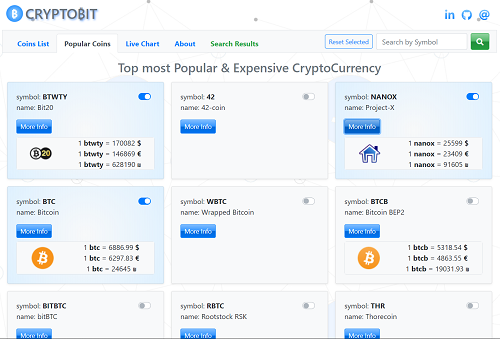 CRYPTOBIT
Coins List Popular Coins Live Chart About Search Results Reset Selected Search by Symbol
Top most Popular & Expensive CryptoCurrency
symbol: BTWTY
name: Bit20
More Info
B20
1 btwty = 170082 $
1 btwty = 146869 €
1 btwty = 628190 ₪
symbol: 42
name: 42-coin
More Info
symbol: NANOX
name: Project-X
More Info
1 nanox = 25599 $
1 nanox = 23409 €
1 nanox = 91605 ₪
symbol: BTC
name: Bitcoin
More Info
1 btc = 6886.99 $
1 btc = 6297.83 €
1 btc = 24645 ₪
symbol: WBTC
name: Wrapped Bitcoin
More Info
symbol: BTCB
name: Bitcoin BEP2
More Info
1 btcb = 5318.54 $
1 btcb = 4863.55 €
1 btcb = 19031.93 ₪
symbol: BITBTC
name: bitBTC
More Info
symbol: RBTC
name: Rootstock RSK
More Info
symbol: THR
name: Thorecoin
More Info